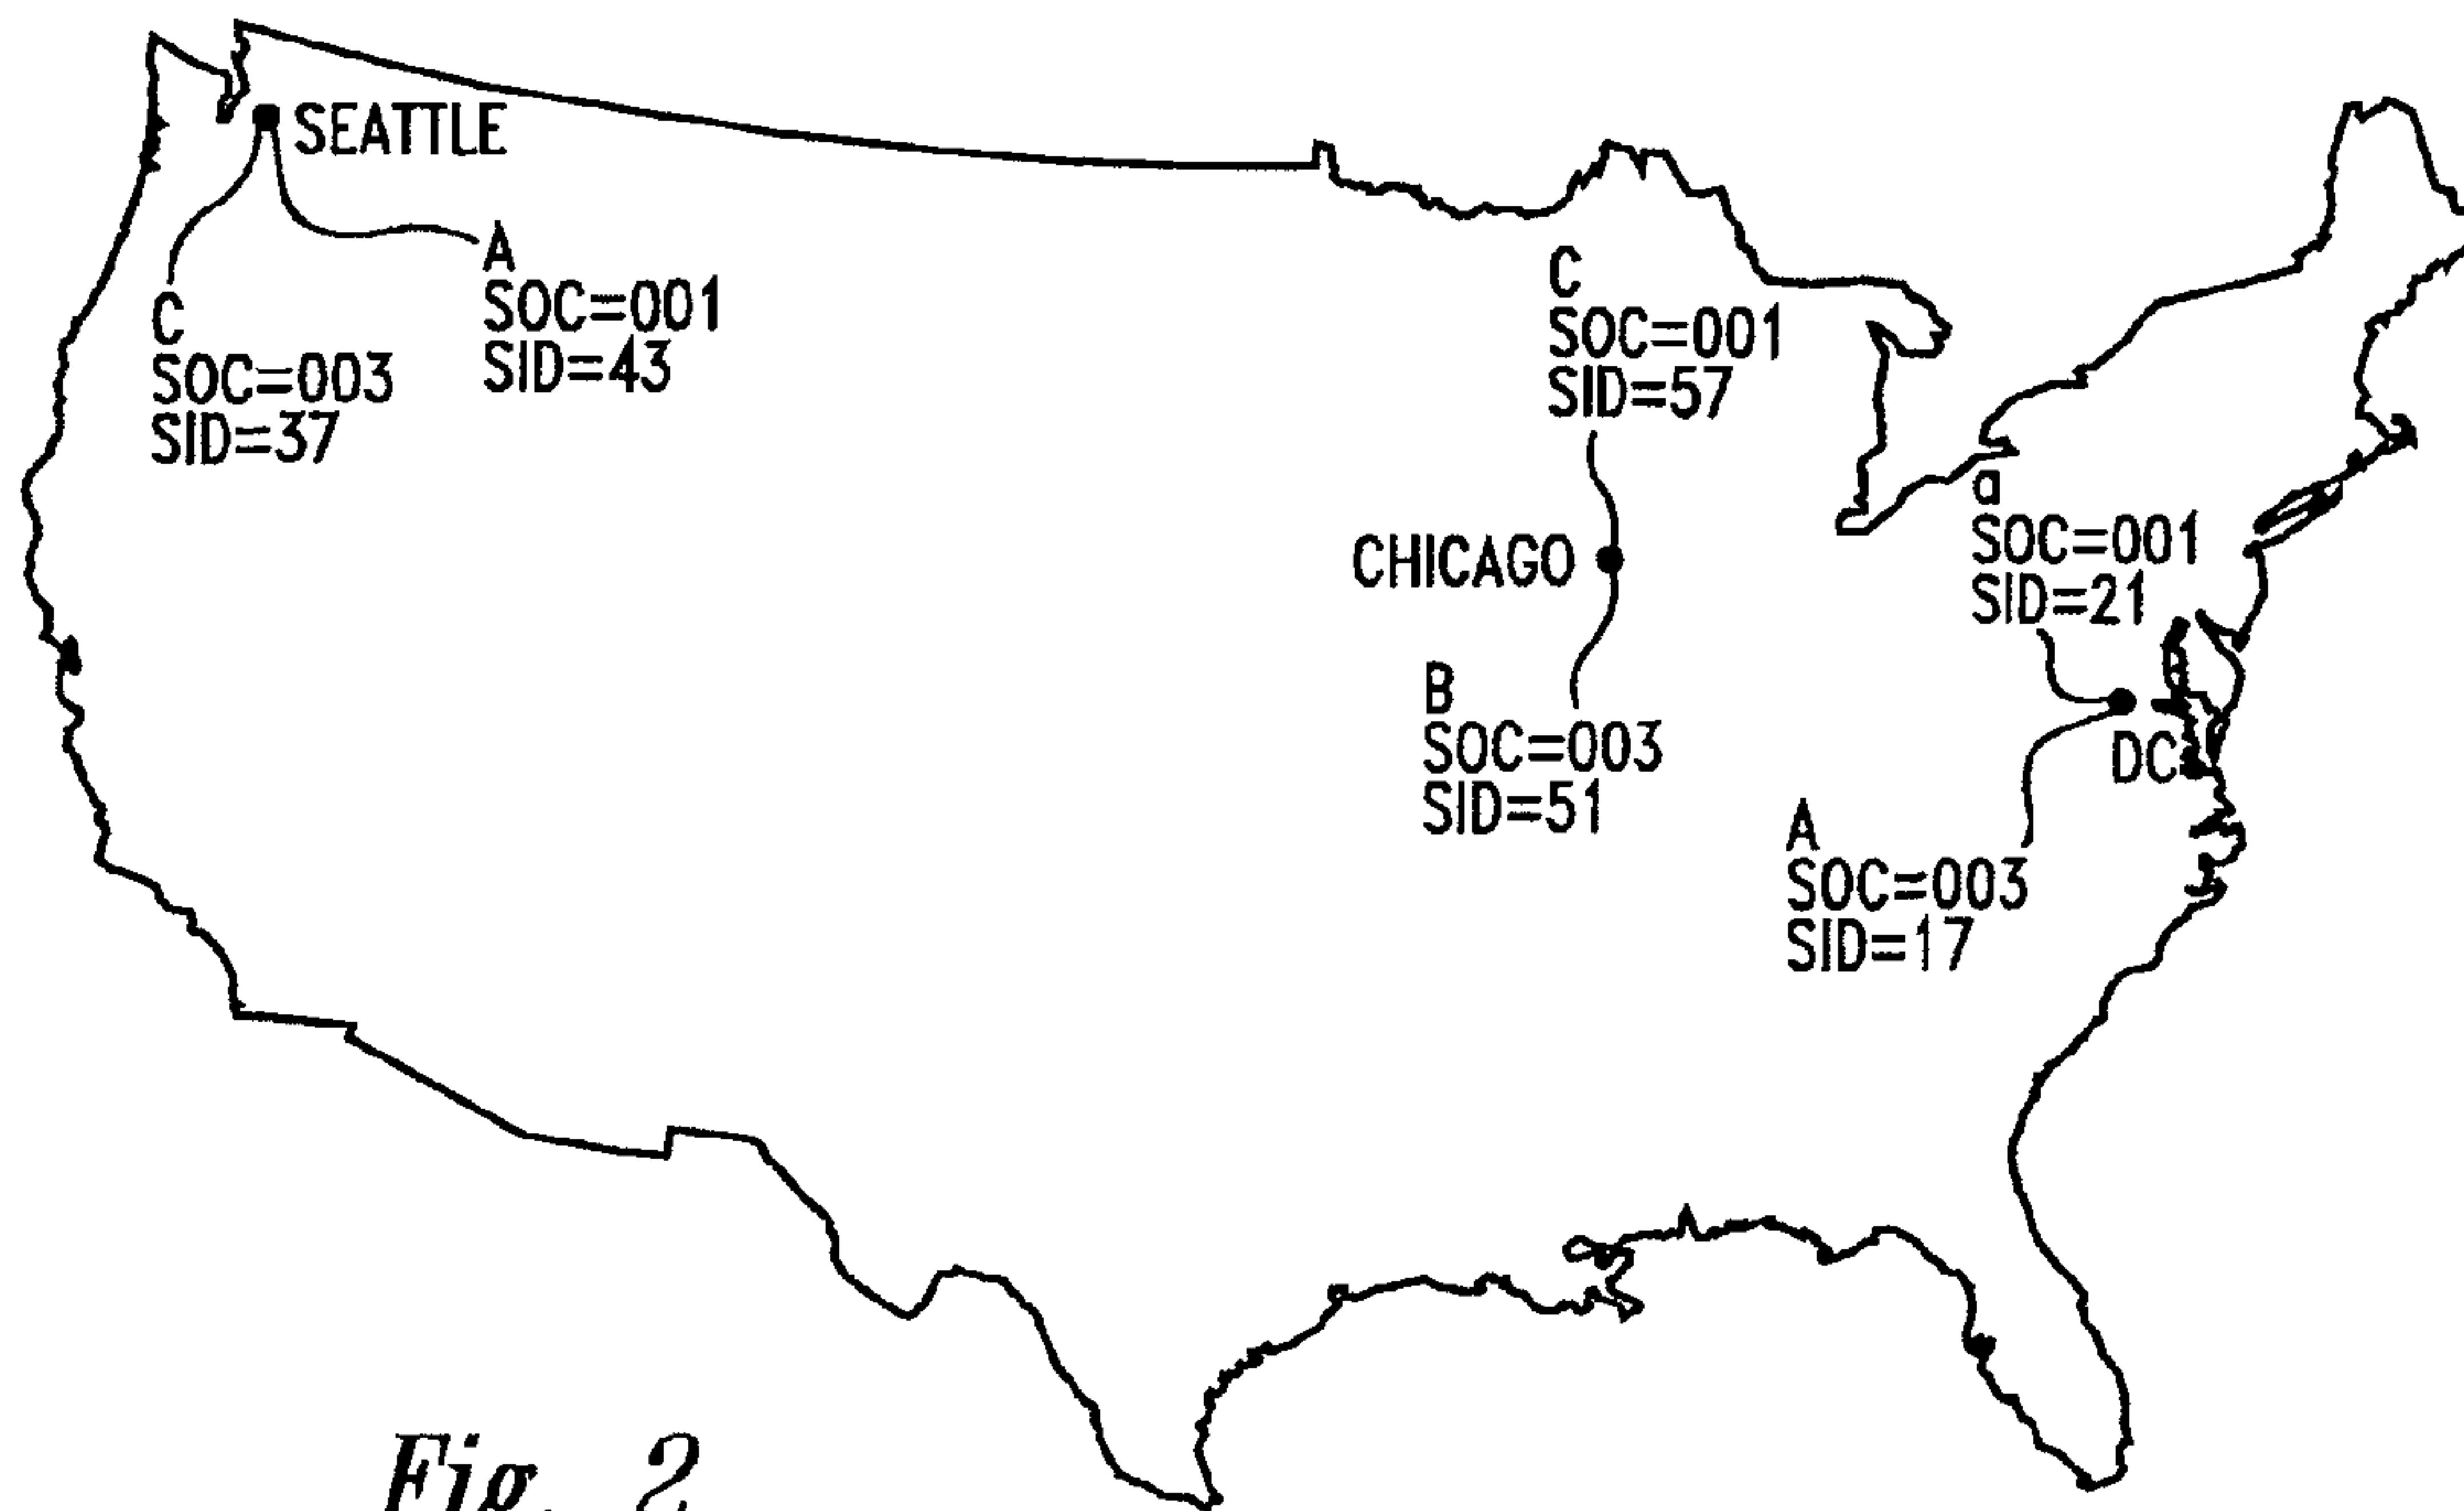 SEATTLE
A
SOC=001
SID=43
C
SOC=003
SID=37
C
SOC=001
SID=57
CHICAGO
B
SOC=003
SID=51
a
SOC=001
SID=21
DC
A
SOC=003
SID=17
Fig. 2